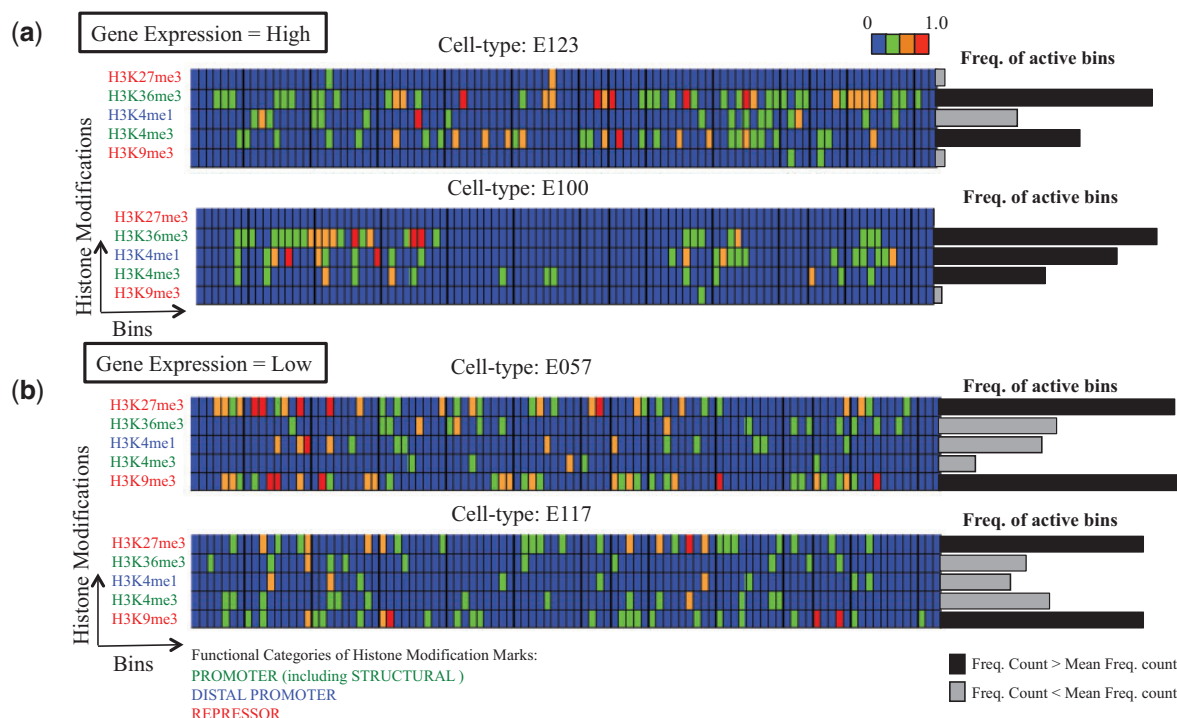 (a)
Gene Expression = High
Cell-type: E123
0 1.0
Freq. of active bins
H3K27me3
H3K36me3
H3K4me1
H3K4me3
H3K9me3
Cell-type: E100
Freq. of active bins
H3K27me3
H3K36me3
H3K4me1
H3K4me3
H3K9me3
Histone Modifications
Bins
(b)
Gene Expression = Low
Cell-type: E057
Freq. of active bins
H3K27me3
H3K36me3
H3K4me1
H3K4me3
H3K9me3
Cell-type: E117
Freq. of active bins
H3K27me3
H3K36me3
H3K4me1
H3K4me3
H3K9me3
Histone Modifications
Bins
Functional Categories of Histone Modification Marks:
PROMOTER (including STRUCTURAL )
DISTAL PROMOTER
REPRESSOR
Freq. Count > Mean Freq. count
Freq. Count < Mean Freq. count